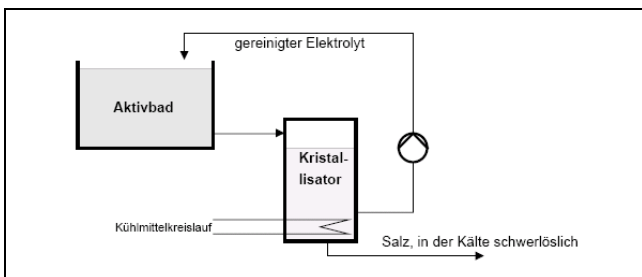 gereinigter Elektrolyt
Aktivbad
Kristal-
lisator
Kühlmittelkreislauf
Salz, in der Kälte schwerlöslich